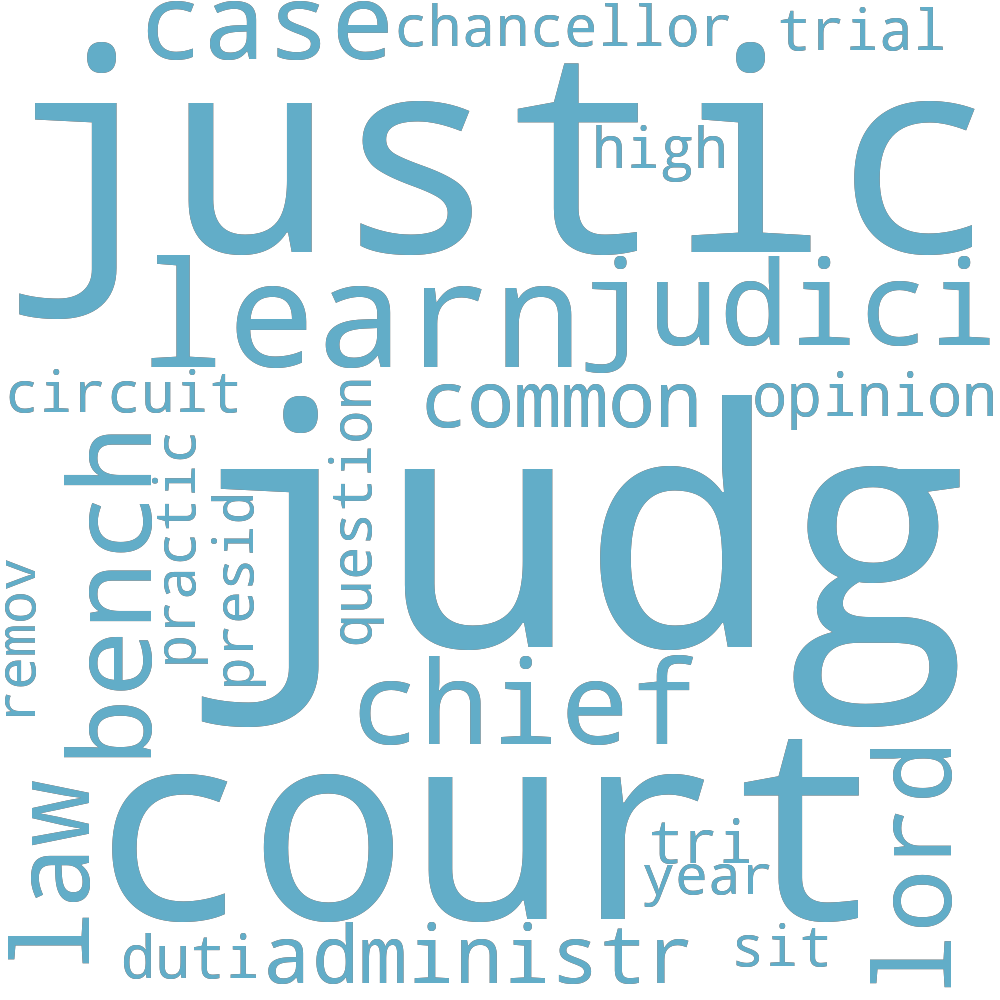 case chancellor trial
justic
high
learn judici
circuit common opinion
judg
bench
practic
presid
question
remov
chief
court
law
lord
tri
year
duti administr sit